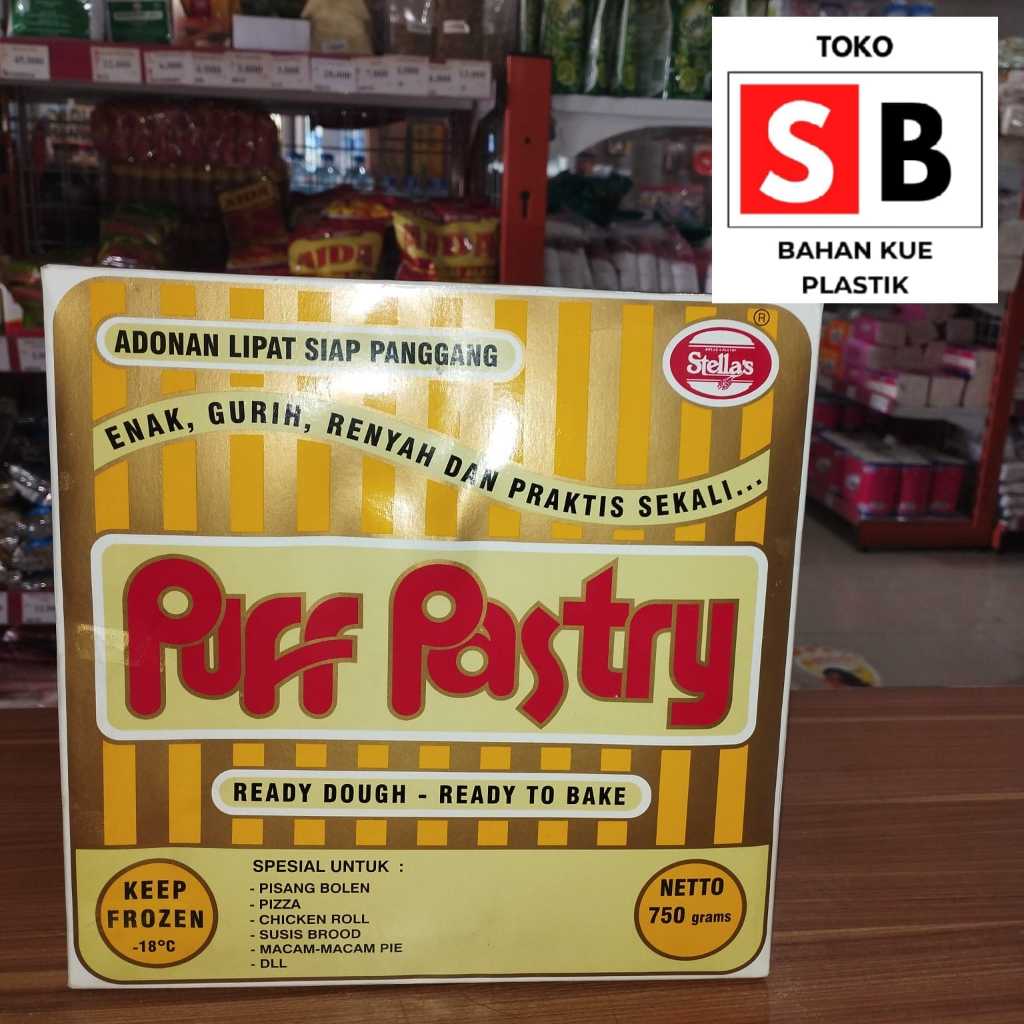 TOKO
S B
BAHAN KUE
PLASTIK
AIDA
®
ADONAN LIPAT SIAP PANGGANG
Stella's
ENAK, GURIH, RENYAH DAN PRAKTIS SEKALI...
Puff Pastry
READY DOUGH - READY TO BAKE
KEEP
FROZEN
-18°C
SPESIAL UNTUK :
- PISANG BOLEN
- PIZZA
- CHICKEN ROLL
- SUSIS BROOD
- MACAM-MACAM PIE
- DLL
NETTO
750 grams